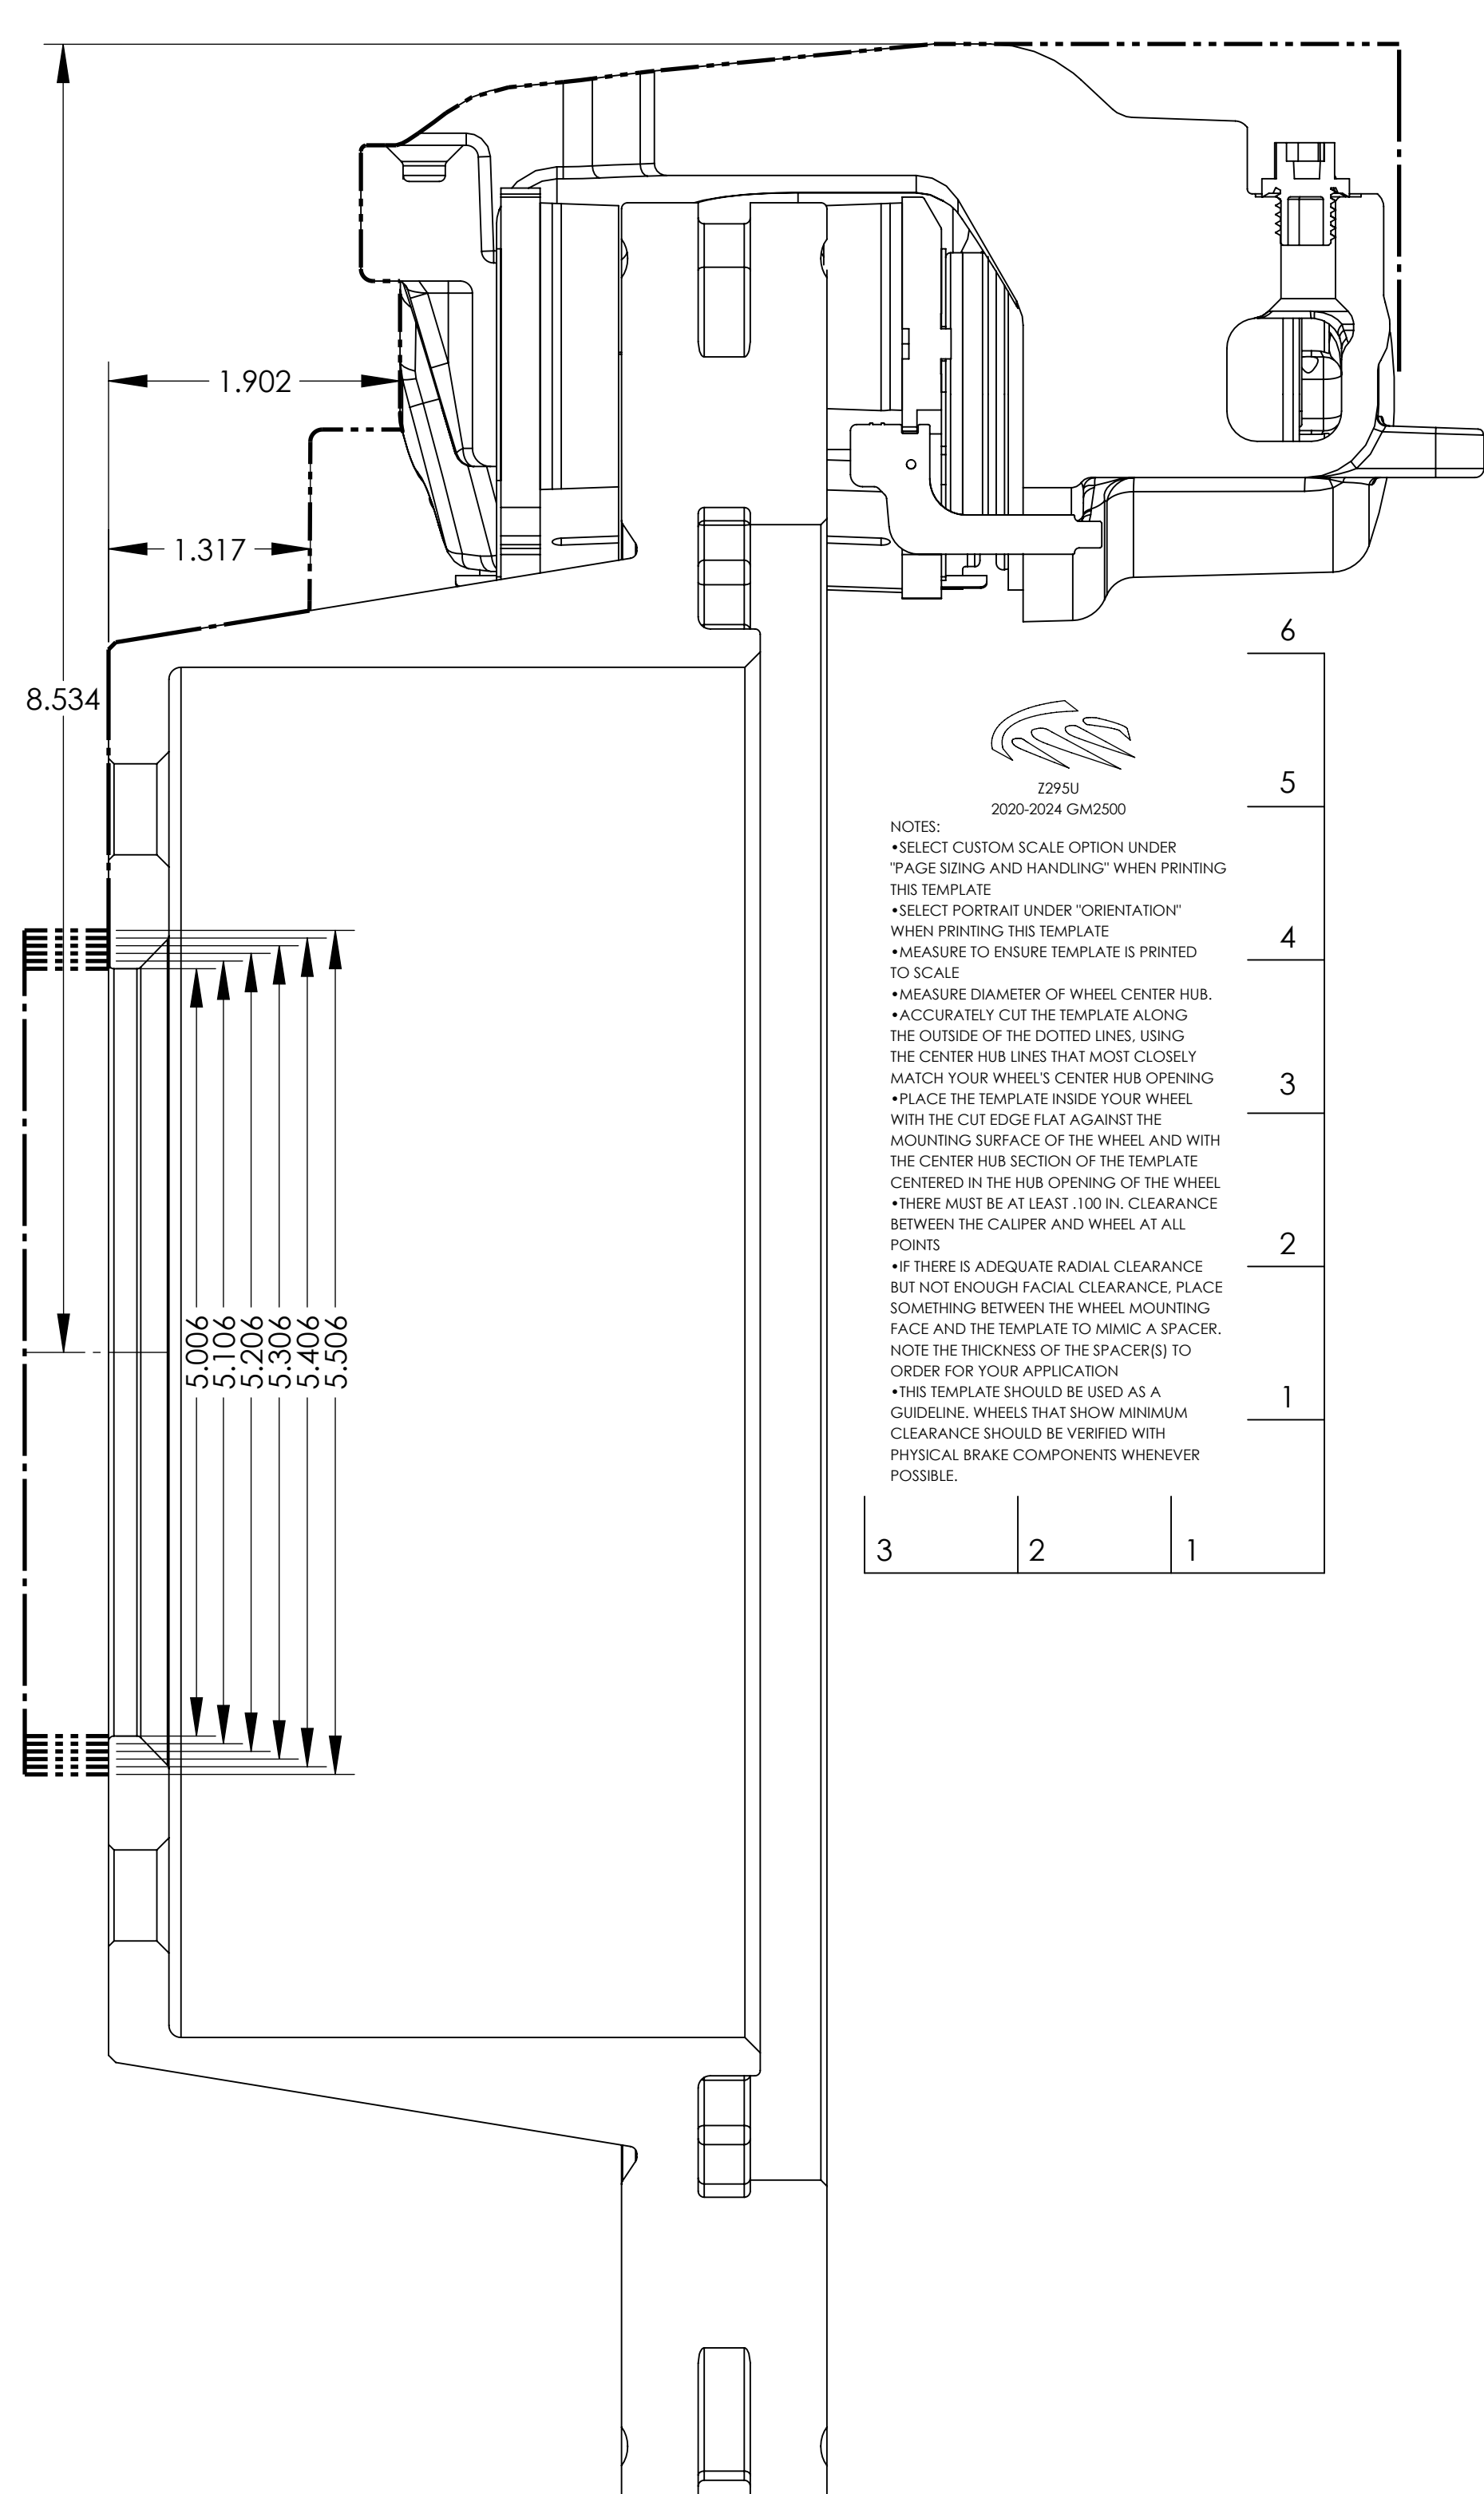 1.902
1.317
8.534
5.006
5.106
5.206
5.306
5.406
5.506
6
5
4
3
2
1
3
2
1
Z295U
2020-2024 GM2500
NOTES:
•SELECT CUSTOM SCALE OPTION UNDER
"PAGE SIZING AND HANDLING" WHEN PRINTING
THIS TEMPLATE
•SELECT PORTRAIT UNDER "ORIENTATION"
WHEN PRINTING THIS TEMPLATE
•MEASURE TO ENSURE TEMPLATE IS PRINTED
TO SCALE
•MEASURE DIAMETER OF WHEEL CENTER HUB.
•ACCURATELY CUT THE TEMPLATE ALONG
THE OUTSIDE OF THE DOTTED LINES, USING
THE CENTER HUB LINES THAT MOST CLOSELY
MATCH YOUR WHEEL'S CENTER HUB OPENING
•PLACE THE TEMPLATE INSIDE YOUR WHEEL
WITH THE CUT EDGE FLAT AGAINST THE
MOUNTING SURFACE OF THE WHEEL AND WITH
THE CENTER HUB SECTION OF THE TEMPLATE
CENTERED IN THE HUB OPENING OF THE WHEEL
•THERE MUST BE AT LEAST .100 IN. CLEARANCE
BETWEEN THE CALIPER AND WHEEL AT ALL
POINTS
•IF THERE IS ADEQUATE RADIAL CLEARANCE
BUT NOT ENOUGH FACIAL CLEARANCE, PLACE
SOMETHING BETWEEN THE WHEEL MOUNTING
FACE AND THE TEMPLATE TO MIMIC A SPACER.
NOTE THE THICKNESS OF THE SPACER(S) TO
ORDER FOR YOUR APPLICATION
•THIS TEMPLATE SHOULD BE USED AS A
GUIDELINE. WHEELS THAT SHOW MINIMUM
CLEARANCE SHOULD BE VERIFIED WITH
PHYSICAL BRAKE COMPONENTS WHENEVER
POSSIBLE.